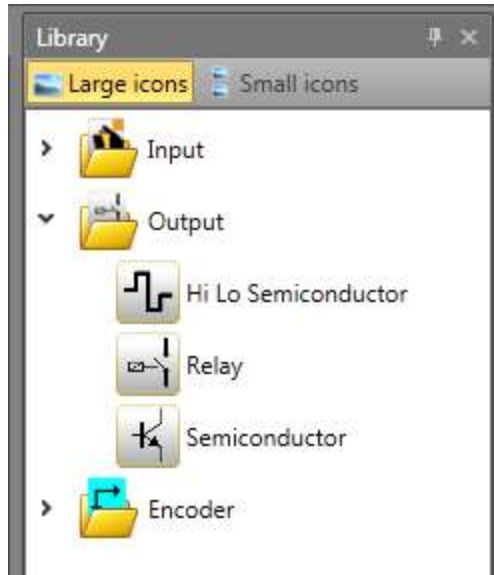 Library
Large icons Small icons
Input
Output
Hi Lo Semiconductor
Relay
Semiconductor
Encoder